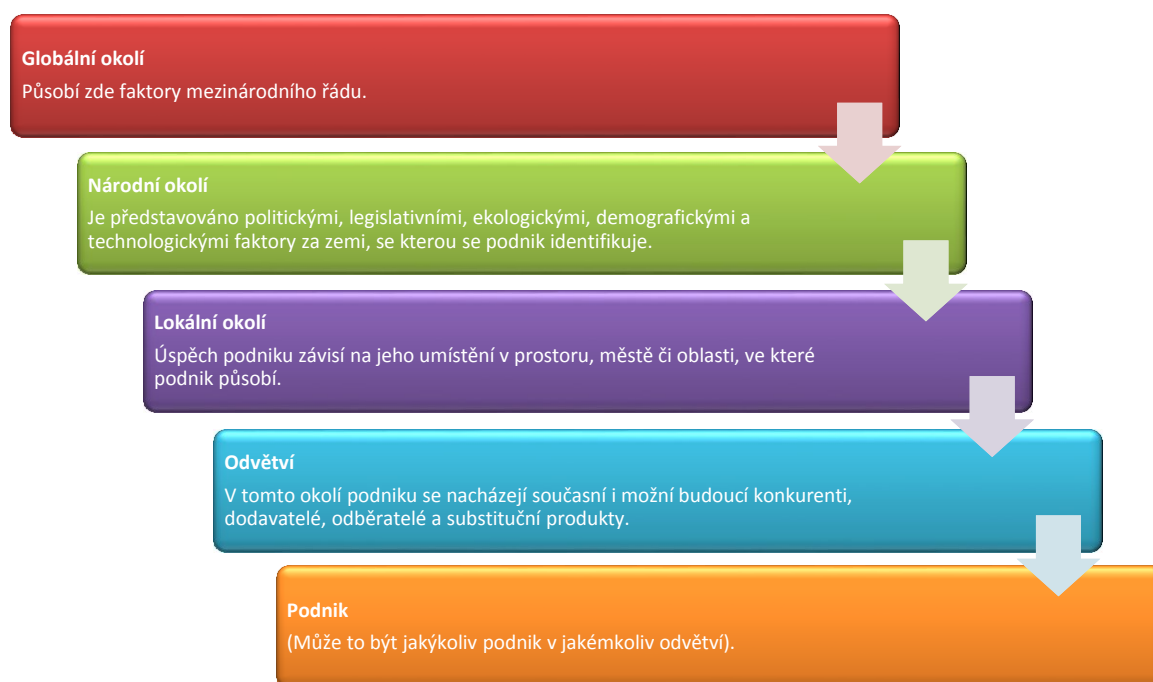 Globální okolí
Působí zde faktory mezinárodního řádu.
Národní okolí
Je představováno politickými, legislativními, ekologickými, demografickými a
technologickými faktory za zemi, se kterou se podnik identifikuje.
Lokální okolí
Úspěch podniku závisí na jeho umístění v prostoru, městě či oblasti, ve které
podnik působí.
Odvětví
V tomto okolí podniku se nacházejí současní i možní budoucí konkurenti,
dodavatelé, odběratelé a substituční produkty.
Podnik
(Může to být jakýkoliv podnik v jakémkoliv odvětví).